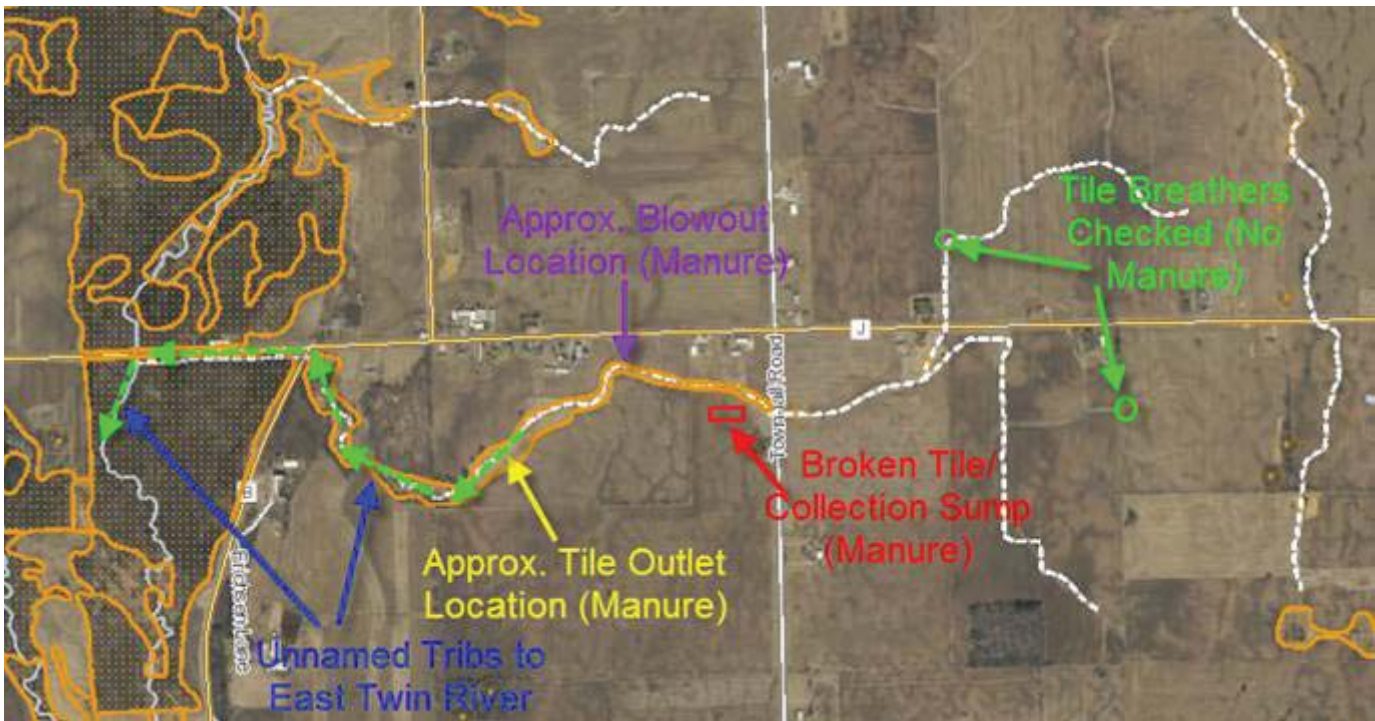 Approx. Blowout
Location (Manure)
Tile Breathers
Checked (No
Manure)
J
Broken Tile/
Collection Sump
(Manure)
Approx. Tile Outlet
Location (Manure)
B
Unnamed Tribs to
East Twin River